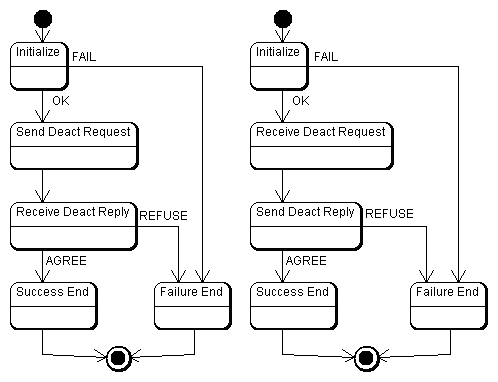 Initialize
FAIL
OK
Send Deact Request
Receive Deact Reply
REFUSE
AGREE
Success End
Failure End
Initialize
FAIL
OK
Receive Deact Request
Send Deact Reply
REFUSE
AGREE
Success End
Failure End